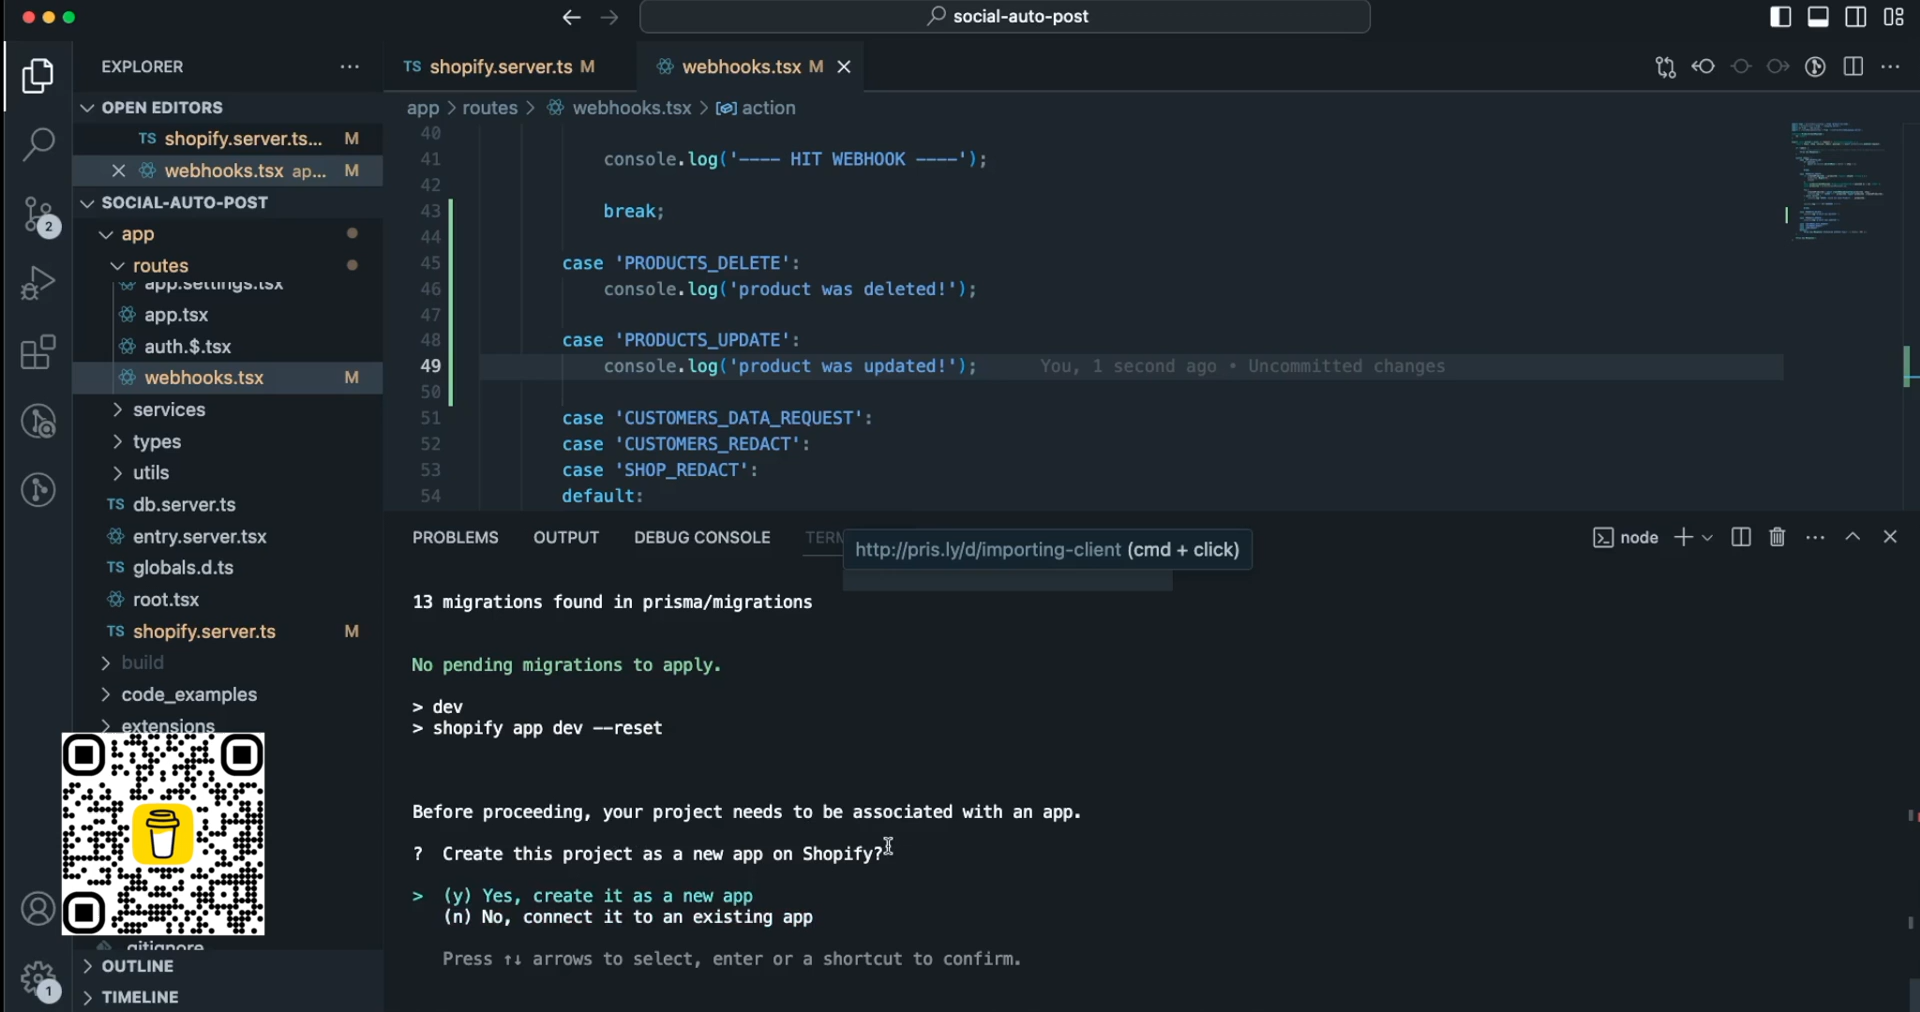 social-auto-post
EXPLORER
TS shopify.server.ts M
webhooks.tsx M
OPEN EDITORS
TS shopify.server.ts... M
webhooks.tsx ap... M
SOCIAL-AUTO-POST
app
routes
app.settings.tsx
app.tsx
auth.$.tsx
webhooks.tsx M
services
types
utils
TS db.server.ts
entry.server.tsx
TS globals.d.ts
root.tsx
TS shopify.server.ts M
build
code_examples
extensions
.gitignore
OUTLINE
TIMELINE
2
1
app > routes > webhooks.tsx > action
40
41 console.log('---- HIT WEBHOOK ----');
42
43 break;
44
45 case 'PRODUCTS_DELETE':
46 console.log('product was deleted!');
47
48 case 'PRODUCTS_UPDATE':
49 console.log('product was updated!'); You, 1 second ago • Uncommitted changes
50
51 case 'CUSTOMERS_DATA_REQUEST':
52 case 'CUSTOMERS_REDACT':
53 case 'SHOP_REDACT':
54 default:
PROBLEMS OUTPUT DEBUG CONSOLE node
http://pris.ly/d/importing-client (cmd + click)
13 migrations found in prisma/migrations
No pending migrations to apply.
> dev
> shopify app dev --reset
Before proceeding, your project needs to be associated with an app.
? Create this project as a new app on Shopify?
> (y) Yes, create it as a new app
(n) No, connect it to an existing app
Press ↑↓ arrows to select, enter or a shortcut to confirm.